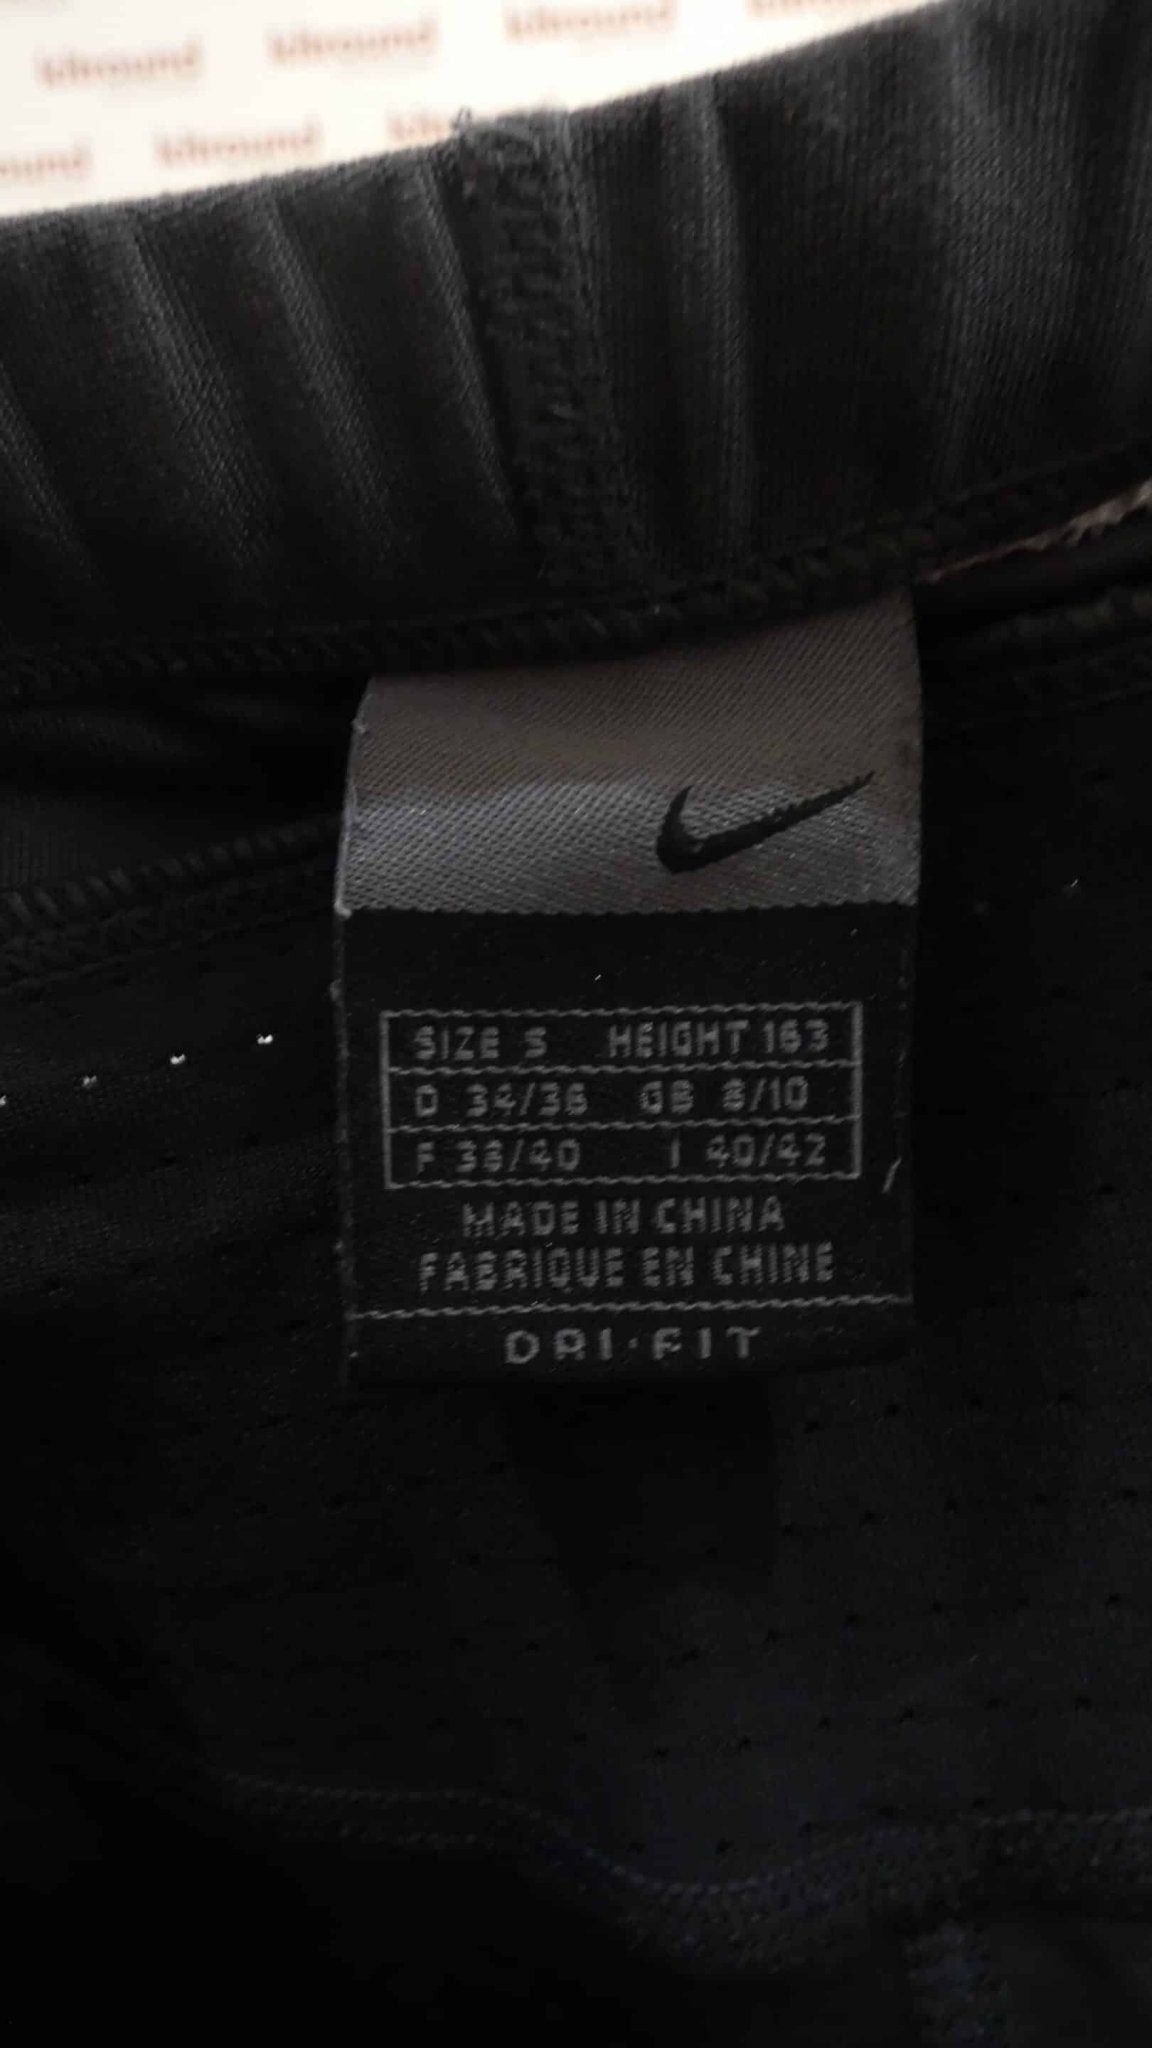 SIZE S HEIGHT 163
D 34/36 GB 8/10
F 38/40 I 40/42
MADE IN CHINA
FABRIQUE EN CHINE
DRI·FIT